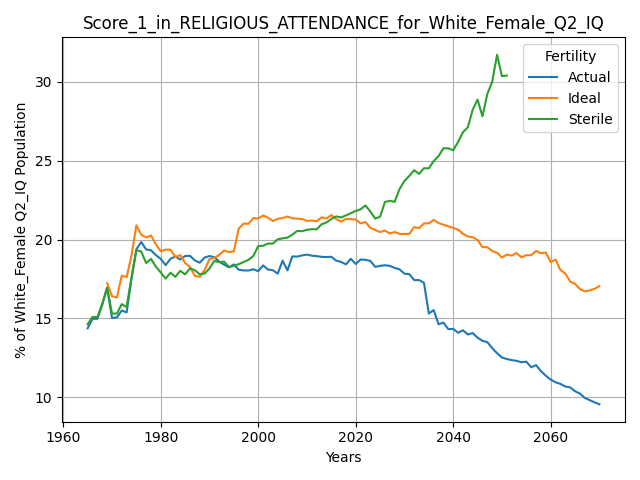 Score_1_in_RELIGIOUS_ATTENDANCE_for_White_Female_Q2_IQ
Fertility
Actual
Ideal
Sterile
% of White_Female Q2_IQ Population
30
25
20
15
10
1960
1980
2000
2020
2040
2060
Years